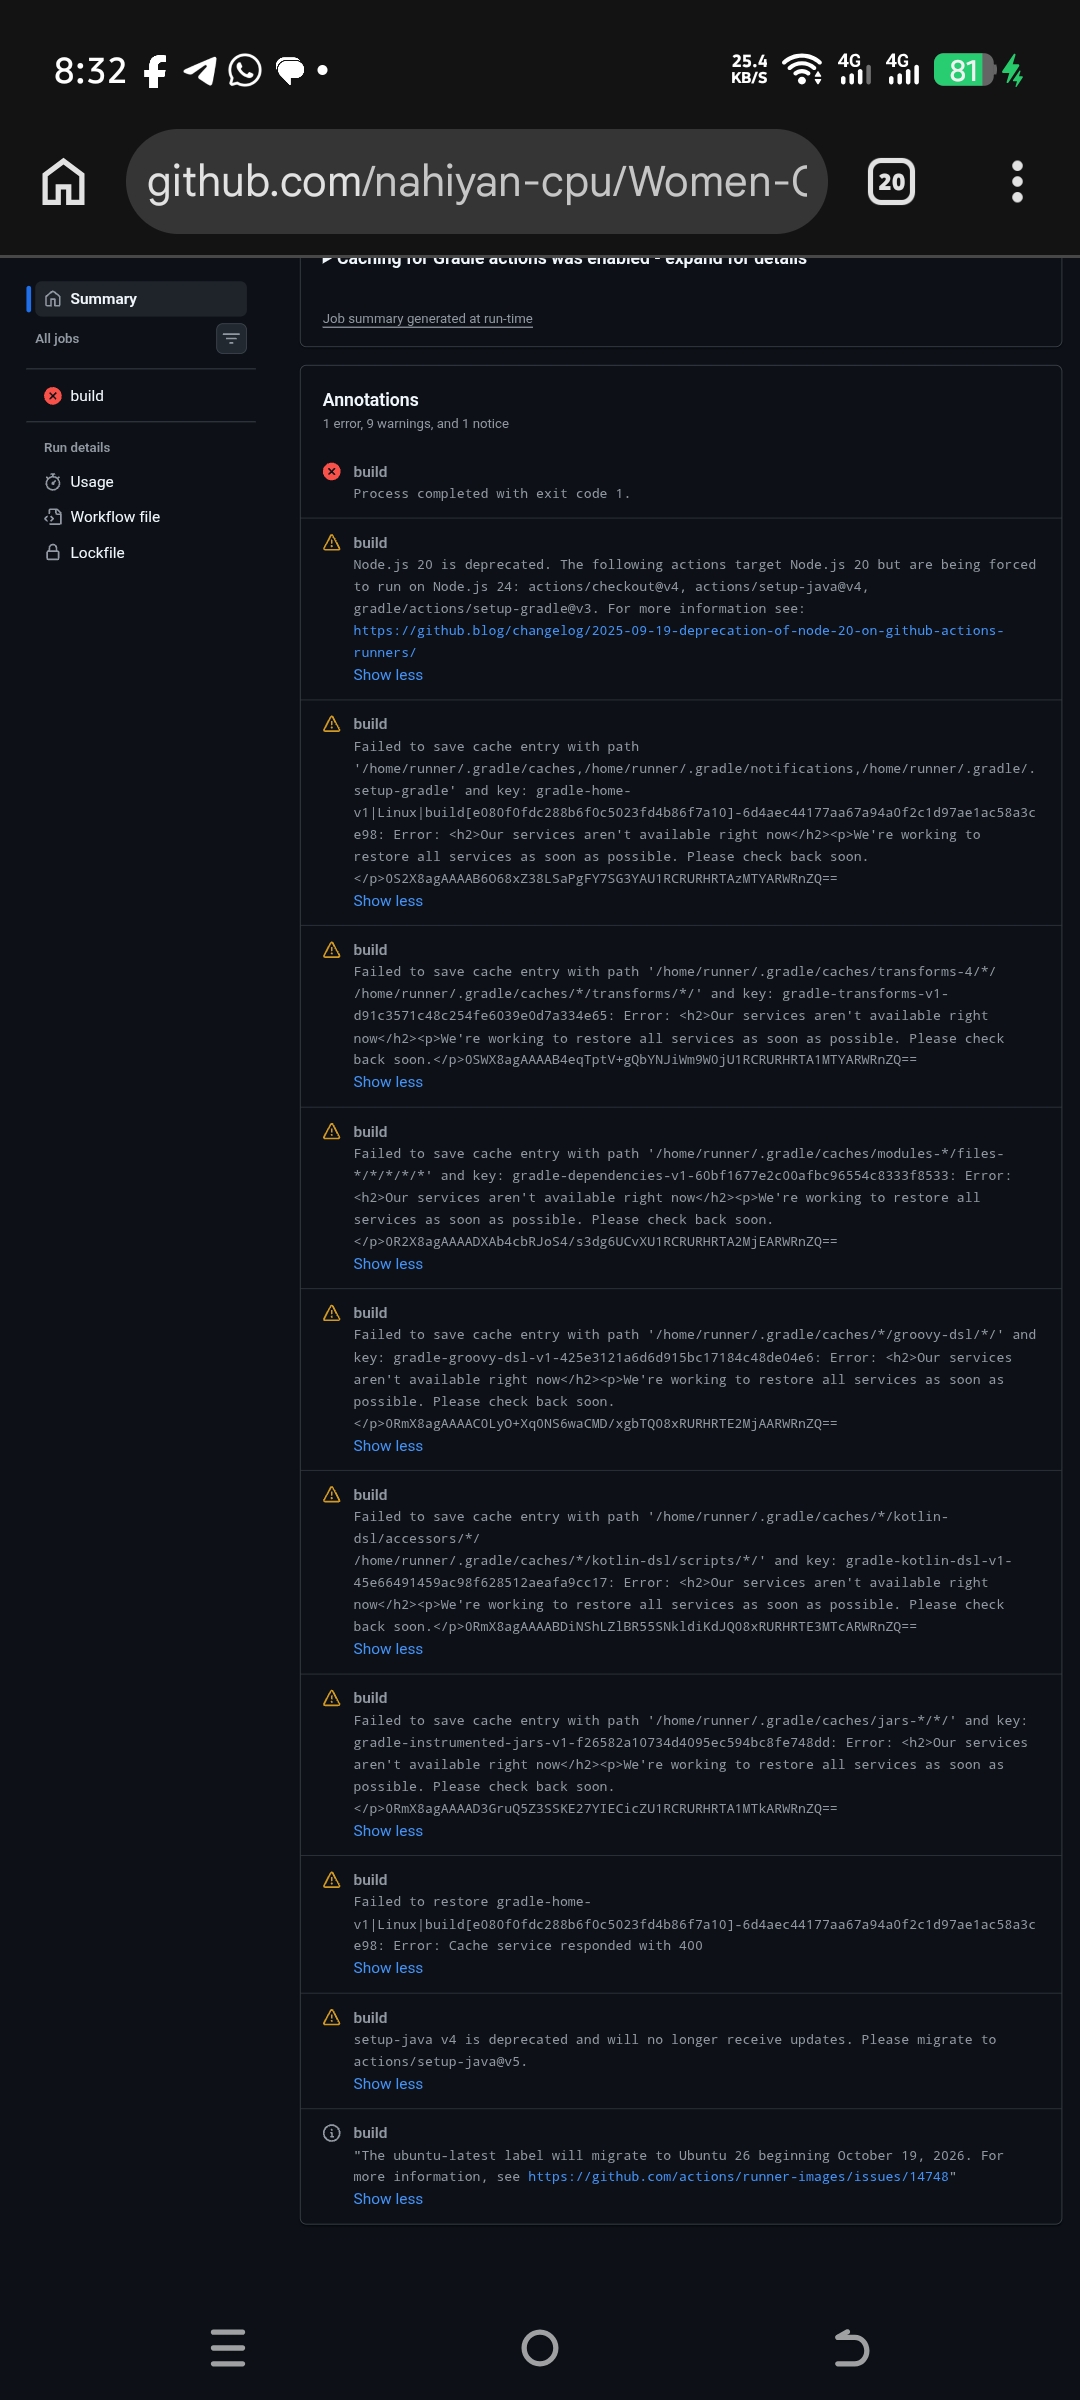 8:32
25.4
KB/S
4G
4G
81
github.com/nahiyan-cpu/Women-C
20
Caching for Gradle actions was enabled - expand for details
Job summary generated at run-time
Summary
All jobs
build
Run details
Usage
Workflow file
Lockfile
Annotations
1 error, 9 warnings, and 1 notice
build
Process completed with exit code 1.
build
Node.js 20 is deprecated. The following actions target Node.js 20 but are being forced
to run on Node.js 24: actions/checkout@v4, actions/setup-java@v4,
gradle/actions/setup-gradle@v3. For more information see:
https://github.blog/changelog/2025-09-19-deprecation-of-node-20-on-github-actions-
runners/
Show less
build
Failed to save cache entry with path
'/home/runner/.gradle/caches,/home/runner/.gradle/notifications,/home/runner/.gradle/.
setup-gradle' and key: gradle-home-
v1|Linux|build[e080f0fdc288b6f0c5023fd4b86f7a10]-6d4aec44177aa67a94a0f2c1d97ae1ac58a3c
e98: Error: <h2>Our services aren't available right now</h2><p>We're working to
restore all services as soon as possible. Please check back soon.
</p>0S2X8agAAAAB6O68xZ38LSaPgFY7SG3YAU1RCRURHRTAzMTYARWRnZQ==
Show less
build
Failed to save cache entry with path '/home/runner/.gradle/caches/transforms-4/*/
/home/runner/.gradle/caches/*/transforms/*/' and key: gradle-transforms-v1-
d91c3571c48c254fe6039e0d7a334e65: Error: <h2>Our services aren't available right
now</h2><p>We're working to restore all services as soon as possible. Please check
back soon.</p>0SWX8agAAAAB4eqTptV+gQbYNJiWm9W0jU1RCRURHRTA1MTYARWRnZQ==
Show less
build
Failed to save cache entry with path '/home/runner/.gradle/caches/modules-*/files-
*/*/*/*/*' and key: gradle-dependencies-v1-60bf1677e2c00afbc96554c8333f8533: Error:
<h2>Our services aren't available right now</h2><p>We're working to restore all
services as soon as possible. Please check back soon.
</p>0R2X8agAAAADXAb4cbRJoS4/s3dg6UCvXU1RCRURHRTA2MjEARWRnZQ==
Show less
build
Failed to save cache entry with path '/home/runner/.gradle/caches/*/groovy-dsl/*/' and
key: gradle-groovy-dsl-v1-425e3121a6d6d915bc17184c48de04e6: Error: <h2>Our services
aren't available right now</h2><p>We're working to restore all services as soon as
possible. Please check back soon.
</p>0RmX8agAAAAC0LyO+Xq0NS6waCMD/xgbTQ08xRURHRTE2MjAARWRnZQ==
Show less
build
Failed to save cache entry with path '/home/runner/.gradle/caches/*/kotlin-
dsl/accessors/*/
/home/runner/.gradle/caches/*/kotlin-dsl/scripts/*/' and key: gradle-kotlin-dsl-v1-
45e66491459ac98f628512aeafa9cc17: Error: <h2>Our services aren't available right
now</h2><p>We're working to restore all services as soon as possible. Please check
back soon.</p>0RmX8agAAAABDiNShLZlBR55SNkldiKdJQ08xRURHRTE3MTcARWRnZQ==
Show less
build
Failed to save cache entry with path '/home/runner/.gradle/caches/jars-*/*/' and key:
gradle-instrumented-jars-v1-f26582a10734d4095ec594bc8fe748dd: Error: <h2>Our services
aren't available right now</h2><p>We're working to restore all services as soon as
possible. Please check back soon.
</p>0RmX8agAAAAD3GruQ5Z3SSKE27YIECicZU1RCRURHRTA1MTkARWRnZQ==
Show less
build
Failed to restore gradle-home-
v1|Linux|build[e080f0fdc288b6f0c5023fd4b86f7a10]-6d4aec44177aa67a94a0f2c1d97ae1ac58a3c
e98: Error: Cache service responded with 400
Show less
build
setup-java v4 is deprecated and will no longer receive updates. Please migrate to
actions/setup-java@v5.
Show less
build
"The ubuntu-latest label will migrate to Ubuntu 26 beginning October 19, 2026. For
more information, see https://github.com/actions/runner-images/issues/14748"
Show less